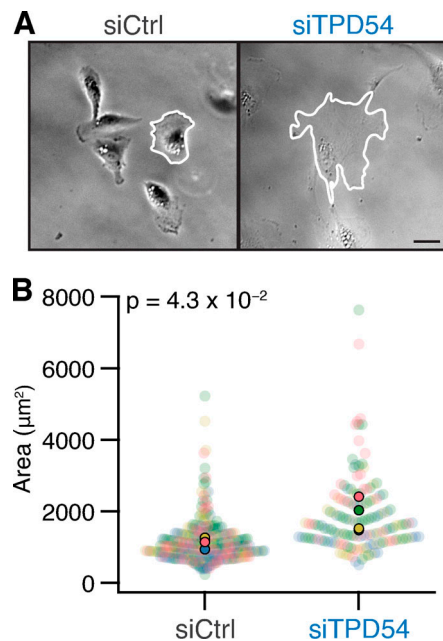 A
siCtrl
siTPD54
B
8000
p = 4.3 x 10⁻²
6000
4000
2000
0
Area (μm²)
siCtrl
siTPD54